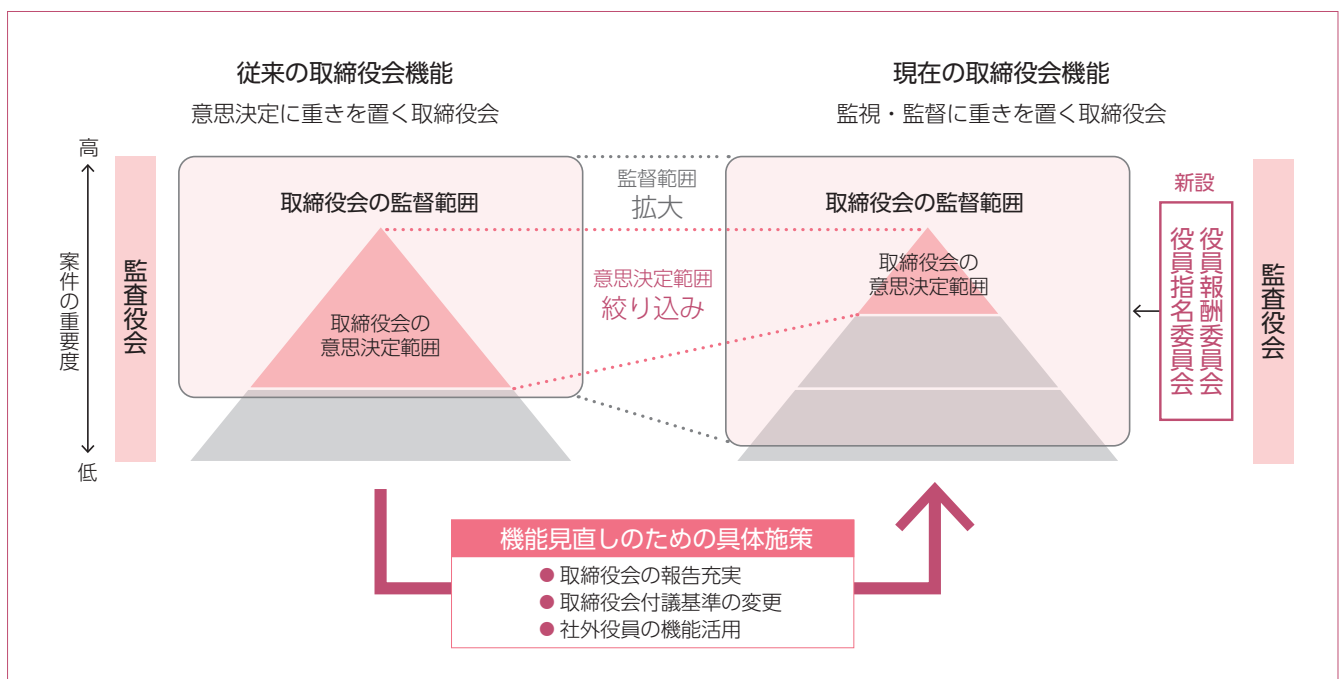 従来の取締役会機能
意思決定に重きを置く取締役会
高
案件の重要度
低
監査役会
取締役会の監督範囲
取締役会の
意思決定範囲
監督範囲
拡大
意思決定範囲
絞り込み
現在の取締役会機能
監視・監督に重きを置く取締役会
取締役会の監督範囲
取締役会の
意思決定範囲
新設
役員報酬委員会
役員指名委員会
監査役会
機能見直しのための具体施策
● 取締役会の報告充実
● 取締役会付議基準の変更
● 社外役員の機能活用